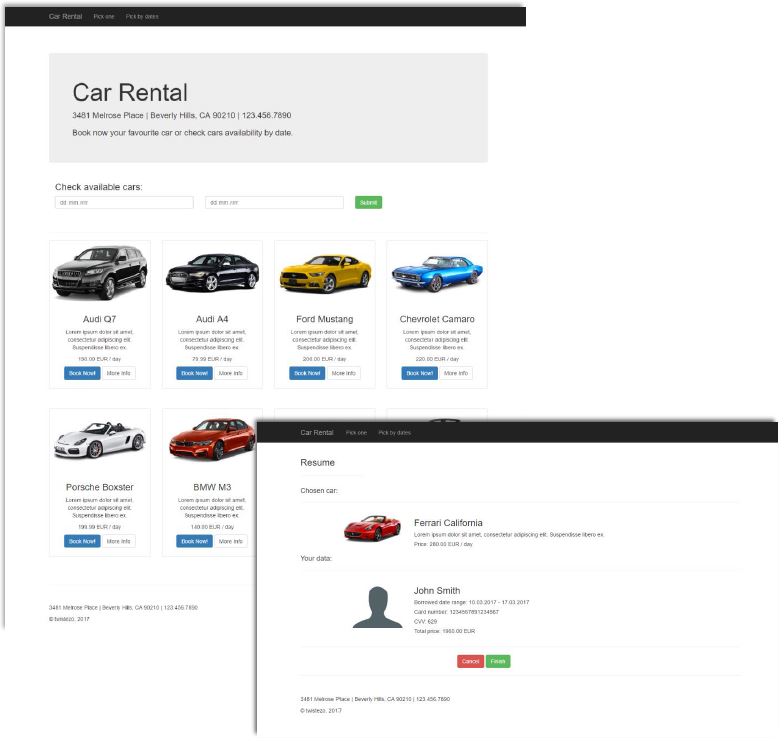 Car Rental Pick one Pick by dates
Car Rental
3481 Melrose Place | Beverly Hills, CA 90210 | 123.456.7890
Book now your favourite car or check cars availability by date.
Check available cars:
dd.mm.rrrr dd.mm.rrrr Submit
Audi Q7 Audi A4 Ford Mustang Chevrolet Camaro
Lorem ipsum dolor sit amet, Lorem ipsum dolor sit amet, Lorem ipsum dolor sit amet, Lorem ipsum dolor sit amet,
consectetur adipiscing elit. consectetur adipiscing elit. consectetur adipiscing elit. consectetur adipiscing elit.
Suspendisse libero ex. Suspendisse libero ex. Suspendisse libero ex. Suspendisse libero ex.
EUR / day 79.99 EUR / day 200.00 EUR / day 220.00 EUR / day
Book Now! More Info Book Now! More Info Book Now! More Info Book Now! More Info
Porsche Boxster BMW M3
Lorem ipsum dolor sit amet, Lorem ipsum dolor sit amet,
consectetur adipiscing elit. consectetur adipiscing elit.
Suspendisse libero ex. Suspendisse libero ex.
199.99 EUR / day 140.00 EUR / day
Book Now! More Info Book Now! More Info
3481 Melrose Place | Beverly Hills, CA 90210 | 123.456.7890
© twistezo, 2017
Car Rental Pick one Pick by dates
Resume
Chosen car:
Ferrari California
Lorem ipsum dolor sit amet, consectetur adipiscing elit. Suspendisse libero ex.
Price: 280.00 EUR / day
Your data:
John Smith
Borrowed date range: 10.03.2017 - 17.03.2017
Card number: 1234567891234567
CVV: 629
Total price: 1960.00 EUR
Cancel Finish
3481 Melrose Place | Beverly Hills, CA 90210 | 123.456.7890
© twistezo, 2017